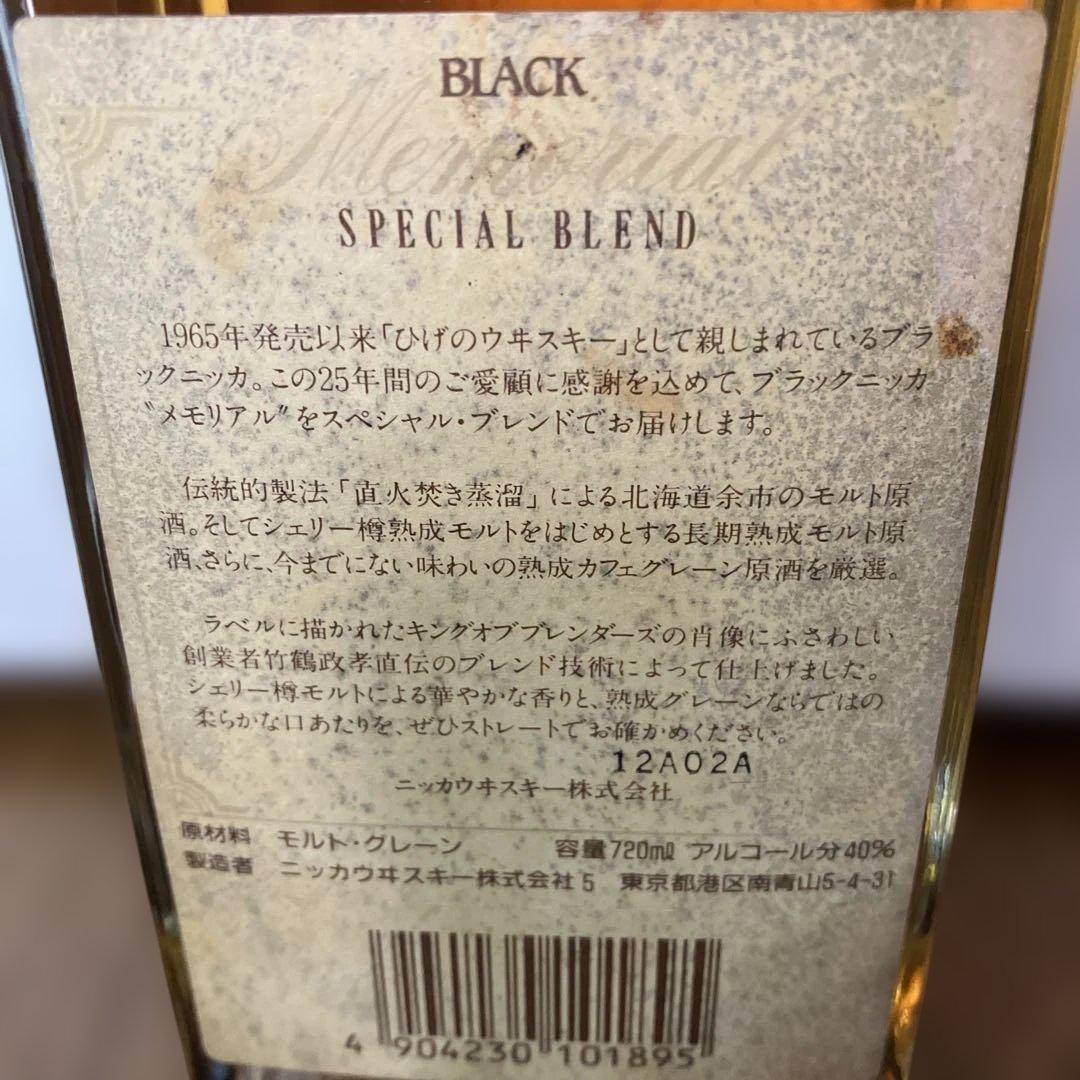 BLACK
Memorial
SPECIAL BLEND
1965年発売以来「ひげのウヰスキー」として親しまれているブラ
ックニッカ。この25年間のご愛顧に感謝を込めて、ブラックニッカ
〝メモリアル〟をスペシャル・ブレンドでお届けします。
伝統的製法「直火焚き蒸溜」による北海道余市のモルト原
酒。そしてシェリー樽熟成モルトをはじめとする長期熟成モルト原
酒、さらに、今までにない味わいの熟成カフェグレーン原酒を厳選。
ラベルに描かれたキングオブブレンダーズの肖像にふさわしい
創業者竹鶴政孝直伝のブレンド技術によって仕上げました。
シェリー樽モルトによる華やかな香りと、熟成グレーンならではの
柔らかな口あたりを、ぜひストレートでお確かめください。
12A02A
ニッカウヰスキー株式会社
原材料 モルト・グレーン 容量720㎖ アルコール分40%
製造者 ニッカウヰスキー株式会社5 東京都港区南青山5-4-31
4 904230 101895